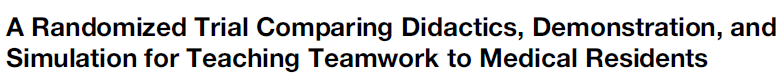 A Randomized Trial Comparing Didactics, Demonstration, and
Simulation for Teaching Teamwork to Medical Residents